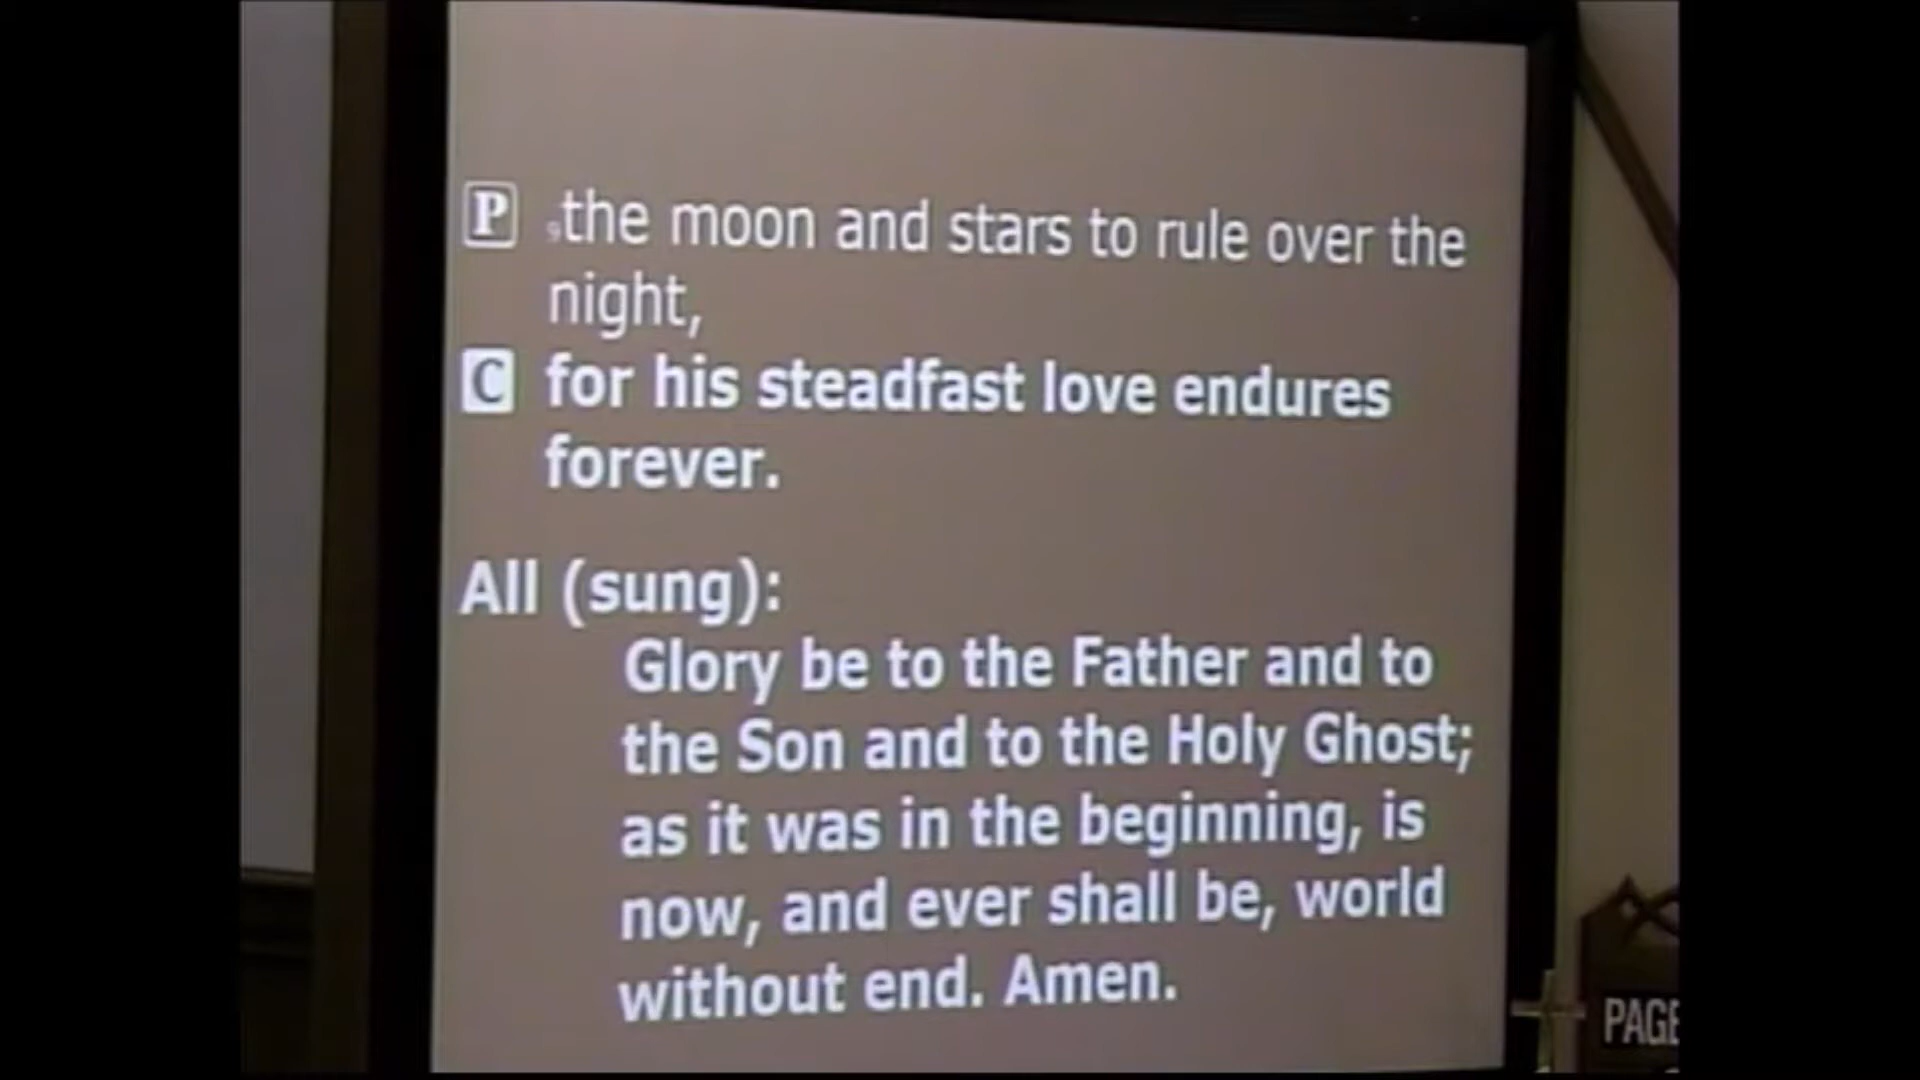 P 9the moon and stars to rule over the
night,
C for his steadfast love endures
forever.
All (sung):
Glory be to the Father and to
the Son and to the Holy Ghost;
as it was in the beginning, is
now, and ever shall be, world
without end. Amen.
PAGE